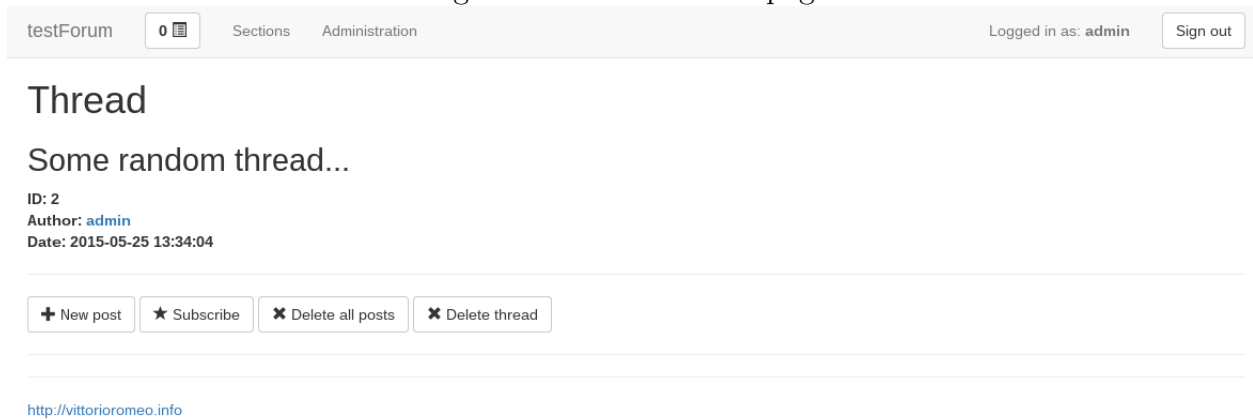 testForum 0 Sections Administration Logged in as: admin Sign out
Thread
Some random thread...
ID: 2
Author: admin
Date: 2015-05-25 13:34:04
New post Subscribe Delete all posts Delete thread
http://vittorioromeo.info